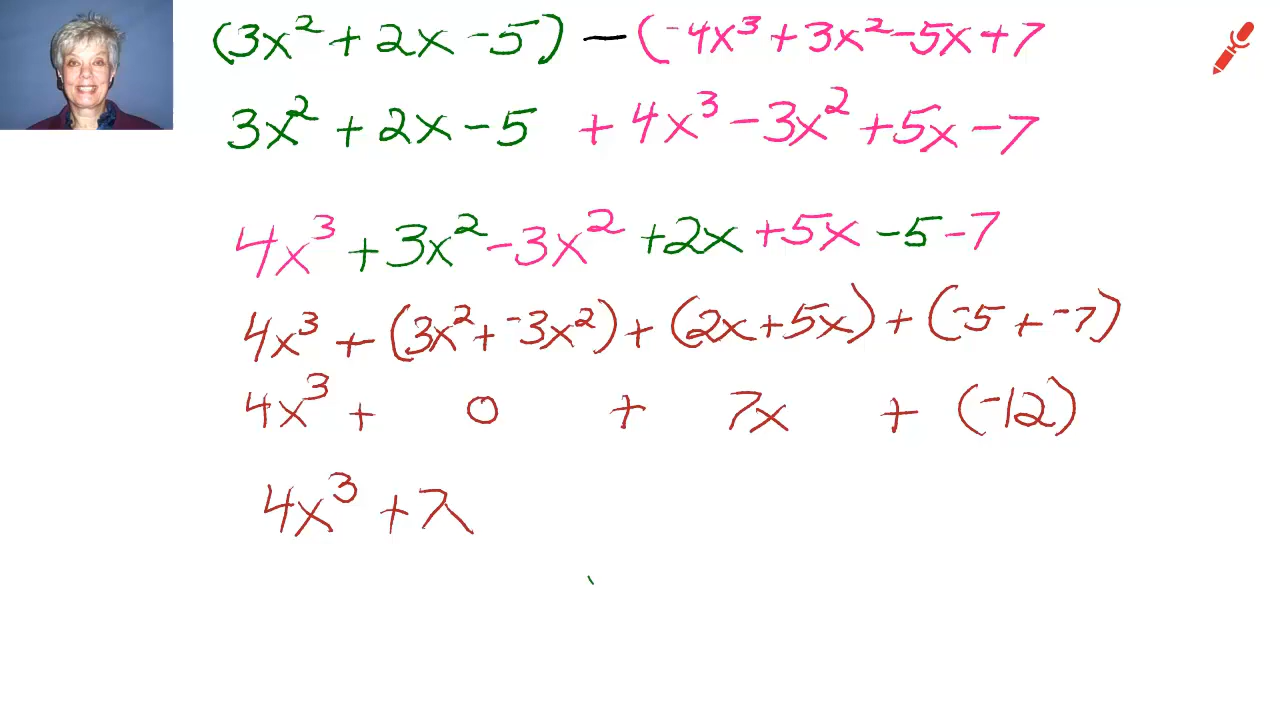 (3x² + 2x - 5) - (⁻4x³ + 3x² - 5x + 7
3x² + 2x - 5 + 4x³ - 3x² + 5x - 7
4x³ + 3x² - 3x² + 2x + 5x - 5 - 7
4x³ + (3x² + ⁻3x²) + (2x + 5x) + (⁻5 + ⁻7)
4x³ + 0 + 7x + (⁻12)
4x³ + 7